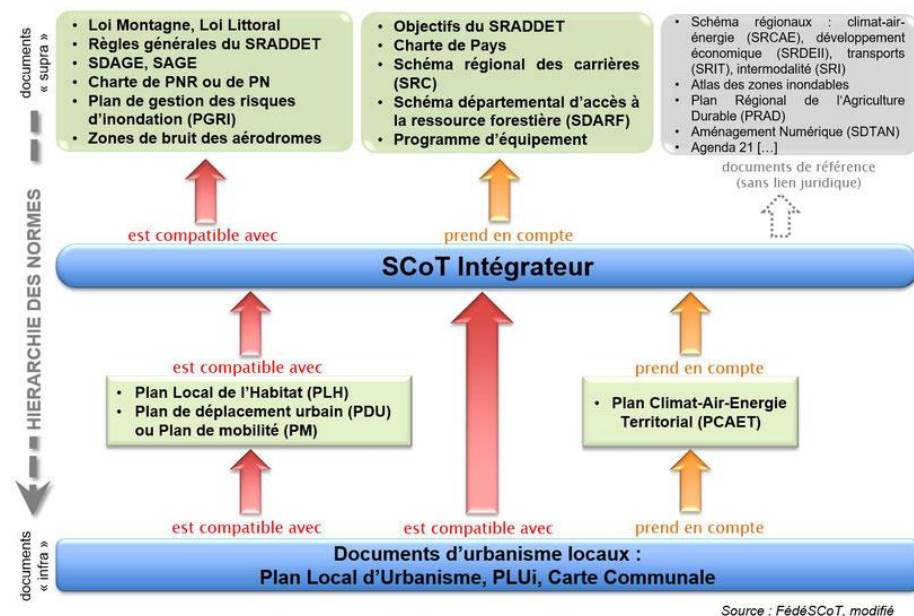 documents
« supra »
• Loi Montagne, Loi Littoral
• Règles générales du SRADDET
• SDAGE, SAGE
• Charte de PNR ou de PN
• Plan de gestion des risques
d'inondation (PGRI)
• Zones de bruit des aérodromes
• Objectifs du SRADDET
• Charte de Pays
• Schéma régional des carrières
(SRC)
• Schéma départemental d'accès à
la ressource forestière (SDARF)
• Programme d'équipement
• Schéma régionaux : climat-air-
énergie (SRCAE), développement
économique (SRDEII), transports
(SRIT), intermodalité (SRI)
• Atlas des zones inondables
• Plan Régional de l'Agriculture
Durable (PRAD)
• Aménagement Numérique (SDTAN)
• Agenda 21 [...]
documents de référence
(sans lien juridique)
est compatible avec
prend en compte
HIERARCHIE DES NORMES
SCoT Intégrateur
est compatible avec
prend en compte
• Plan Local de l'Habitat (PLH)
• Plan de déplacement urbain (PDU)
ou Plan de mobilité (PM)
• Plan Climat-Air-Energie
Territorial (PCAET)
est compatible avec
est compatible avec
prend en compte
documents
« infra »
Documents d'urbanisme locaux :
Plan Local d'Urbanisme, PLUi, Carte Communale
Source : FédéSCoT, modifié